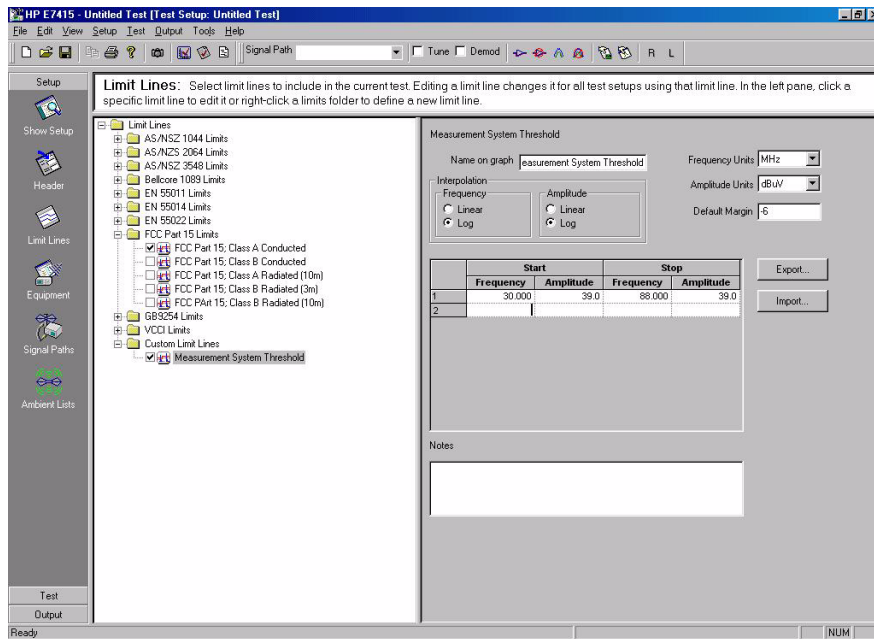 HP E7415 - Untitled Test [Test Setup: Untitled Test]
File Edit View Setup Test Output Tools Help
Signal Path Tune Demod R L
Setup
Show Setup
Header
Limit Lines
Equipment
Signal Paths
Ambient Lists
Test
Output
Limit Lines: Select limit lines to include in the current test. Editing a limit line changes it for all test setups using that limit line. In the left pane, click a
specific limit line to edit it or right-click a limits folder to define a new limit line.
Limit Lines
AS/NSZ 1044 Limits
AS/NZS 2064 Limits
AS/NSZ 3548 Limits
Bellcore 1089 Limits
EN 55011 Limits
EN 55014 Limits
EN 55022 Limits
FCC Part 15 Limits
FCC Part 15; Class A Conducted
FCC Part 15; Class B Conducted
FCC Part 15; Class A Radiated (10m)
FCC Part 15; Class B Radiated (3m)
FCC PArt 15; Class B Radiated (10m)
GB9254 Limits
VCCI Limits
Custom Limit Lines
Measurement System Threshold
Measurement System Threshold
Name on graph easurement System Threshold
Frequency Units MHz
Amplitude Units dBuV
Default Margin -6
Interpolation
Frequency Amplitude
Linear Linear
Log Log
Start Stop
Frequency Amplitude Frequency Amplitude
1 30.000 39.0 88.000 39.0
2
Export...
Import...
Notes
Ready NUM